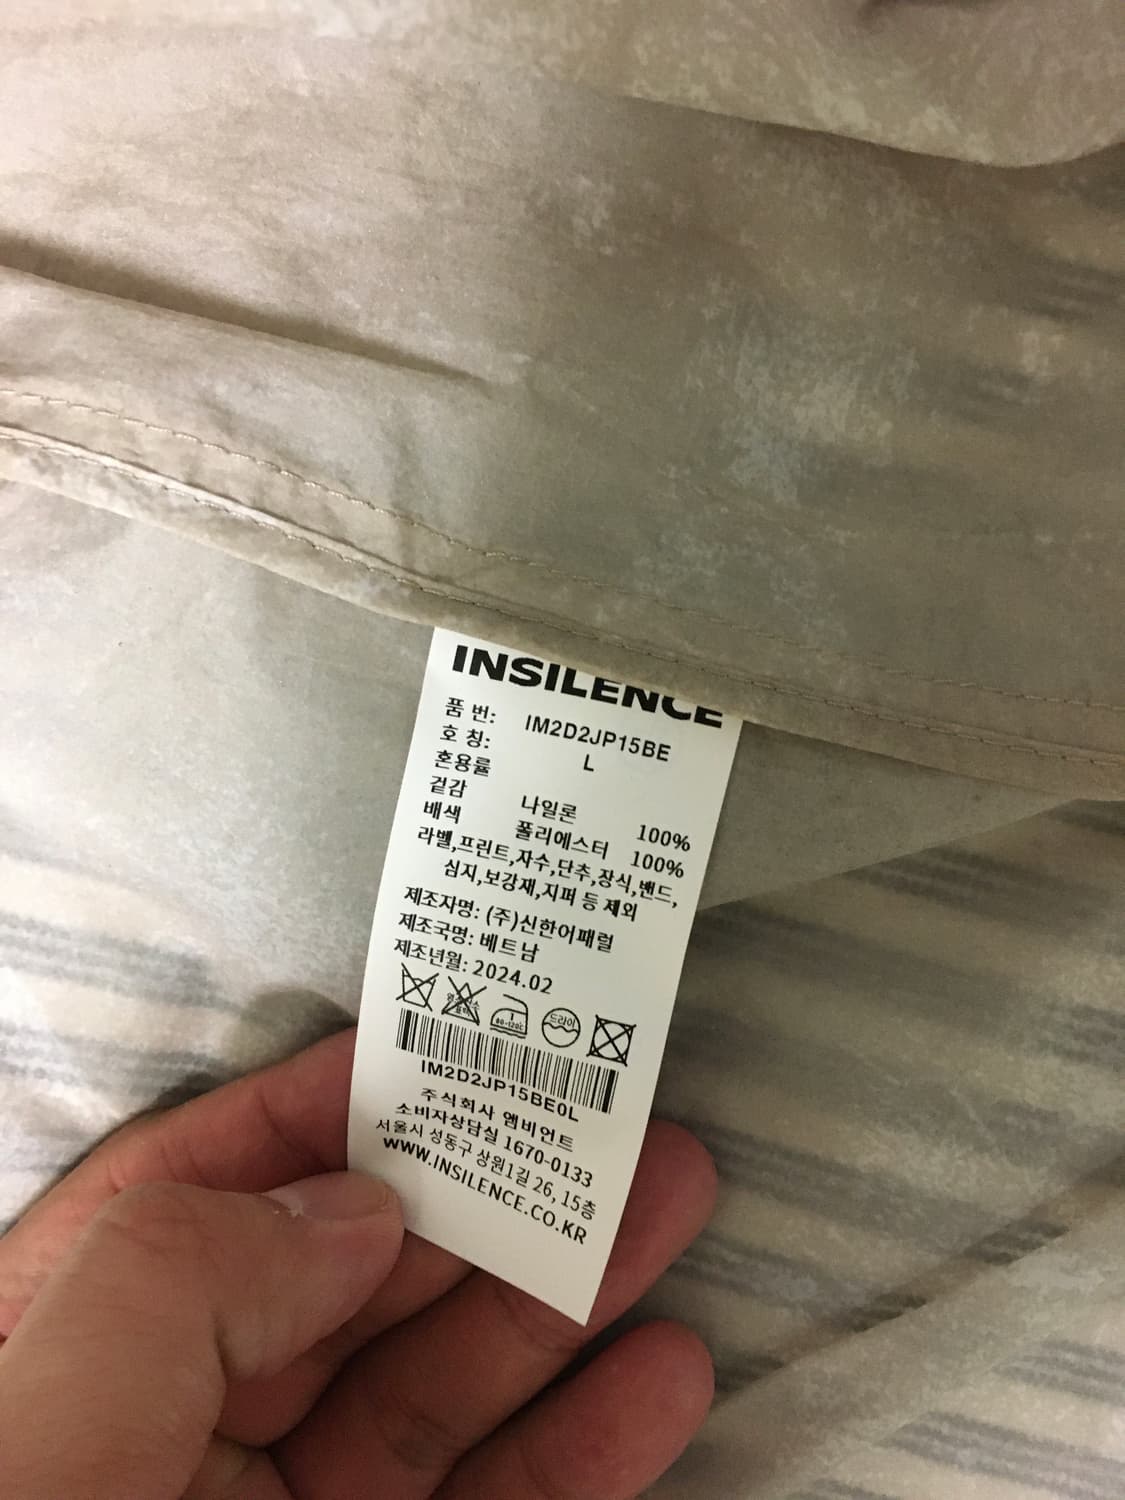 INSILENCE
품 번: IM2D2JP15BE
호 칭: L
혼용률
겉감 나일론 100%
배색 폴리에스터 100%
라벨,프린트,자수,단추,장식,밴드,
심지,보강재,지퍼 등 제외
제조자명: (주)신한어패럴
제조국명: 베트남
제조년월: 2024.02
80-120℃ 드라이
IM2D2JP15BE0L
주식회사 앰비언트
소비자상담실 1670-0133
서울시 성동구 상원1길 26, 15층
WWW.INSILENCE.CO.KR